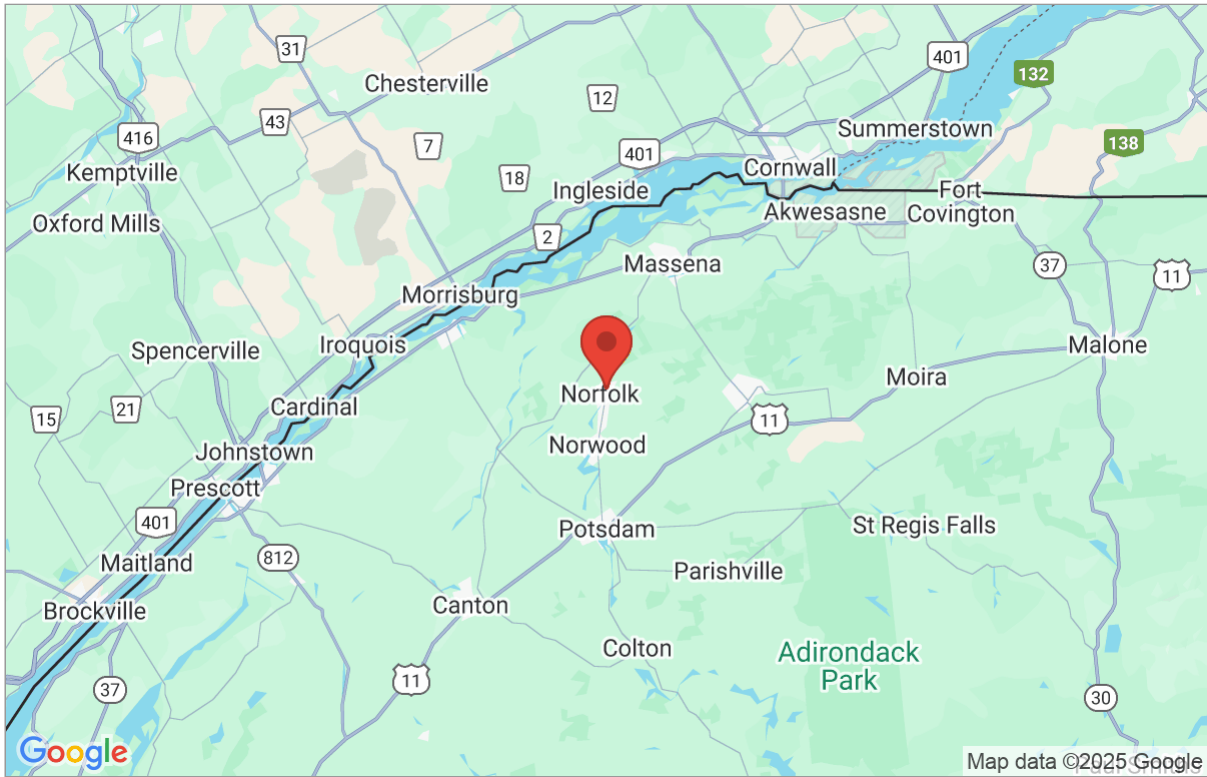 31
401
132
Chesterville
12
416
43
7
401
Summerstown
138
Kemptville
18
Ingleside
Cornwall
Oxford Mills
2
Akwesasne
Fort
Covington
Massena
37
11
Morrisburg
Spencerville
Iroquois
Malone
Moira
Norfolk
15
21
Cardinal
11
Norwood
Johnstown
Prescott
401
Potsdam
St Regis Falls
Maitland
812
Parishville
Brockville
Canton
Colton
Adirondack
Park
37
11
30
Google
Map data ©2025 Google
Paul Smiths